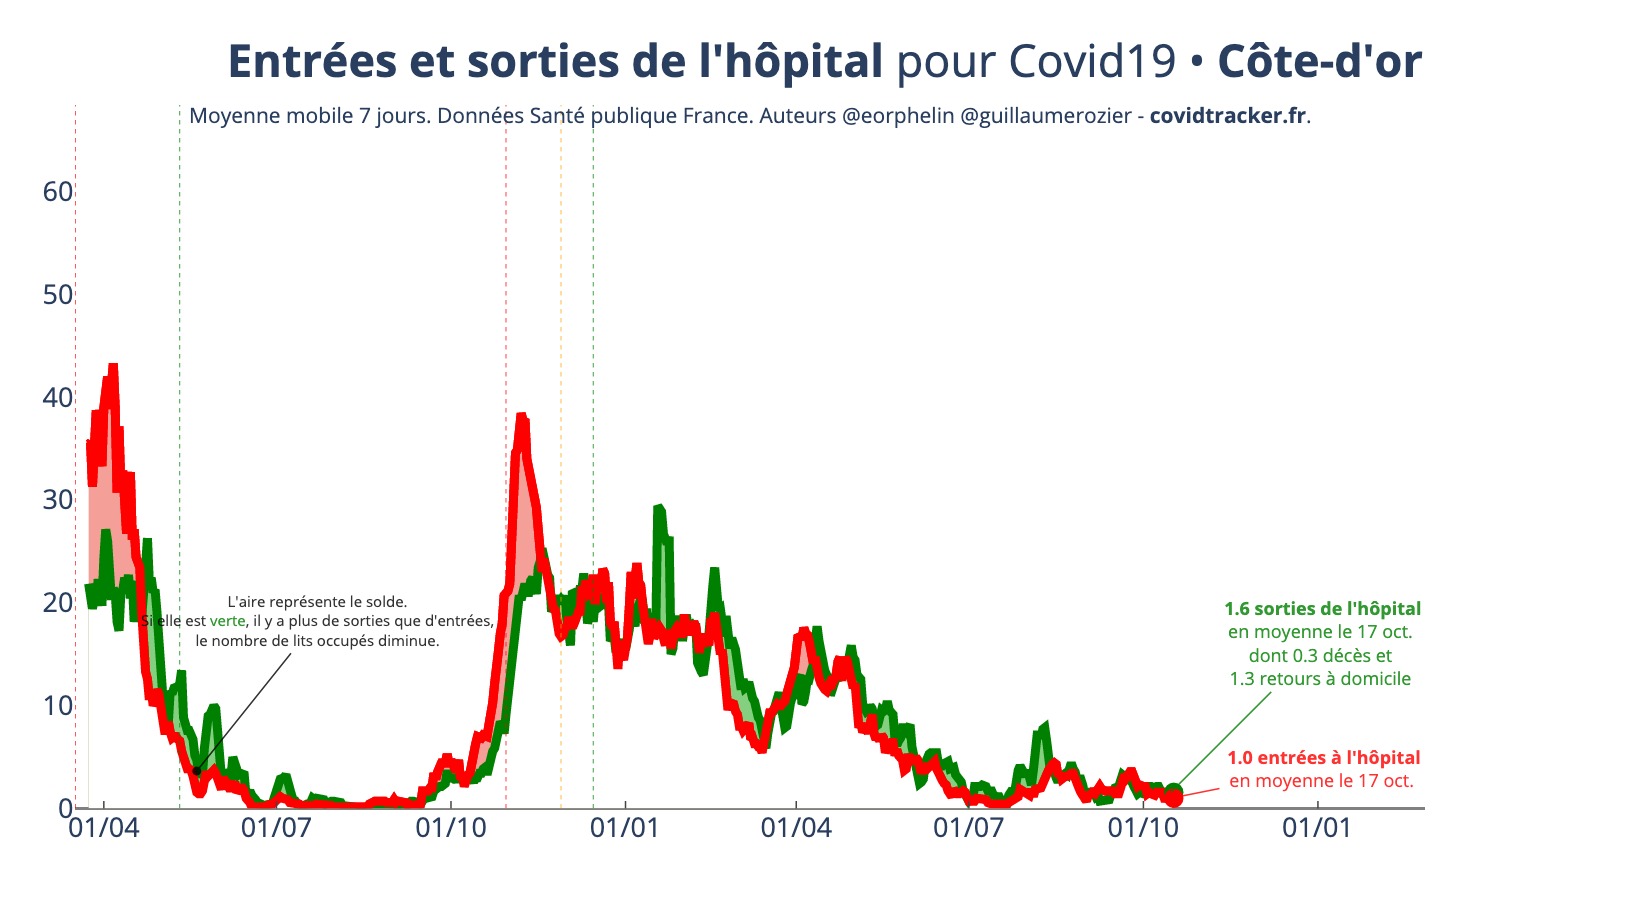 Entrées et sorties de l'hôpital pour Covid19 • Côte-d'or
Moyenne mobile 7 jours. Données Santé publique France. Auteurs @eorphelin @guillaumerozier - covidtracker.fr.
60
50
40
30
20
10
0
L'aire représente le solde.
Si elle est verte, il y a plus de sorties que d'entrées,
le nombre de lits occupés diminue.
1.6 sorties de l'hôpital
en moyenne le 17 oct.
dont 0.3 décès et
1.3 retours à domicile
1.0 entrées à l'hôpital
en moyenne le 17 oct.
01/04 01/07 01/10 01/01 01/04 01/07 01/10 01/01